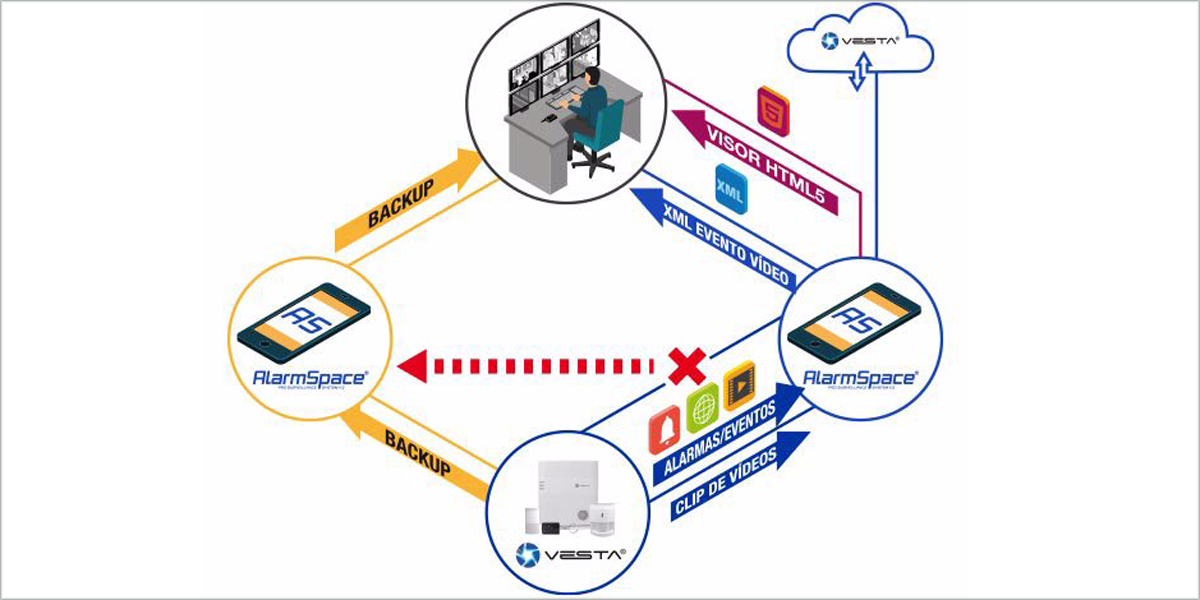 VESTA®
VISOR HTML5
XML
BACKUP
XML EVENTO VÍDEO
AS
AlarmSpace®
AS
AlarmSpace®
ALARMAS/EVENTOS
BACKUP
CLIP DE VÍDEOS
VESTA®